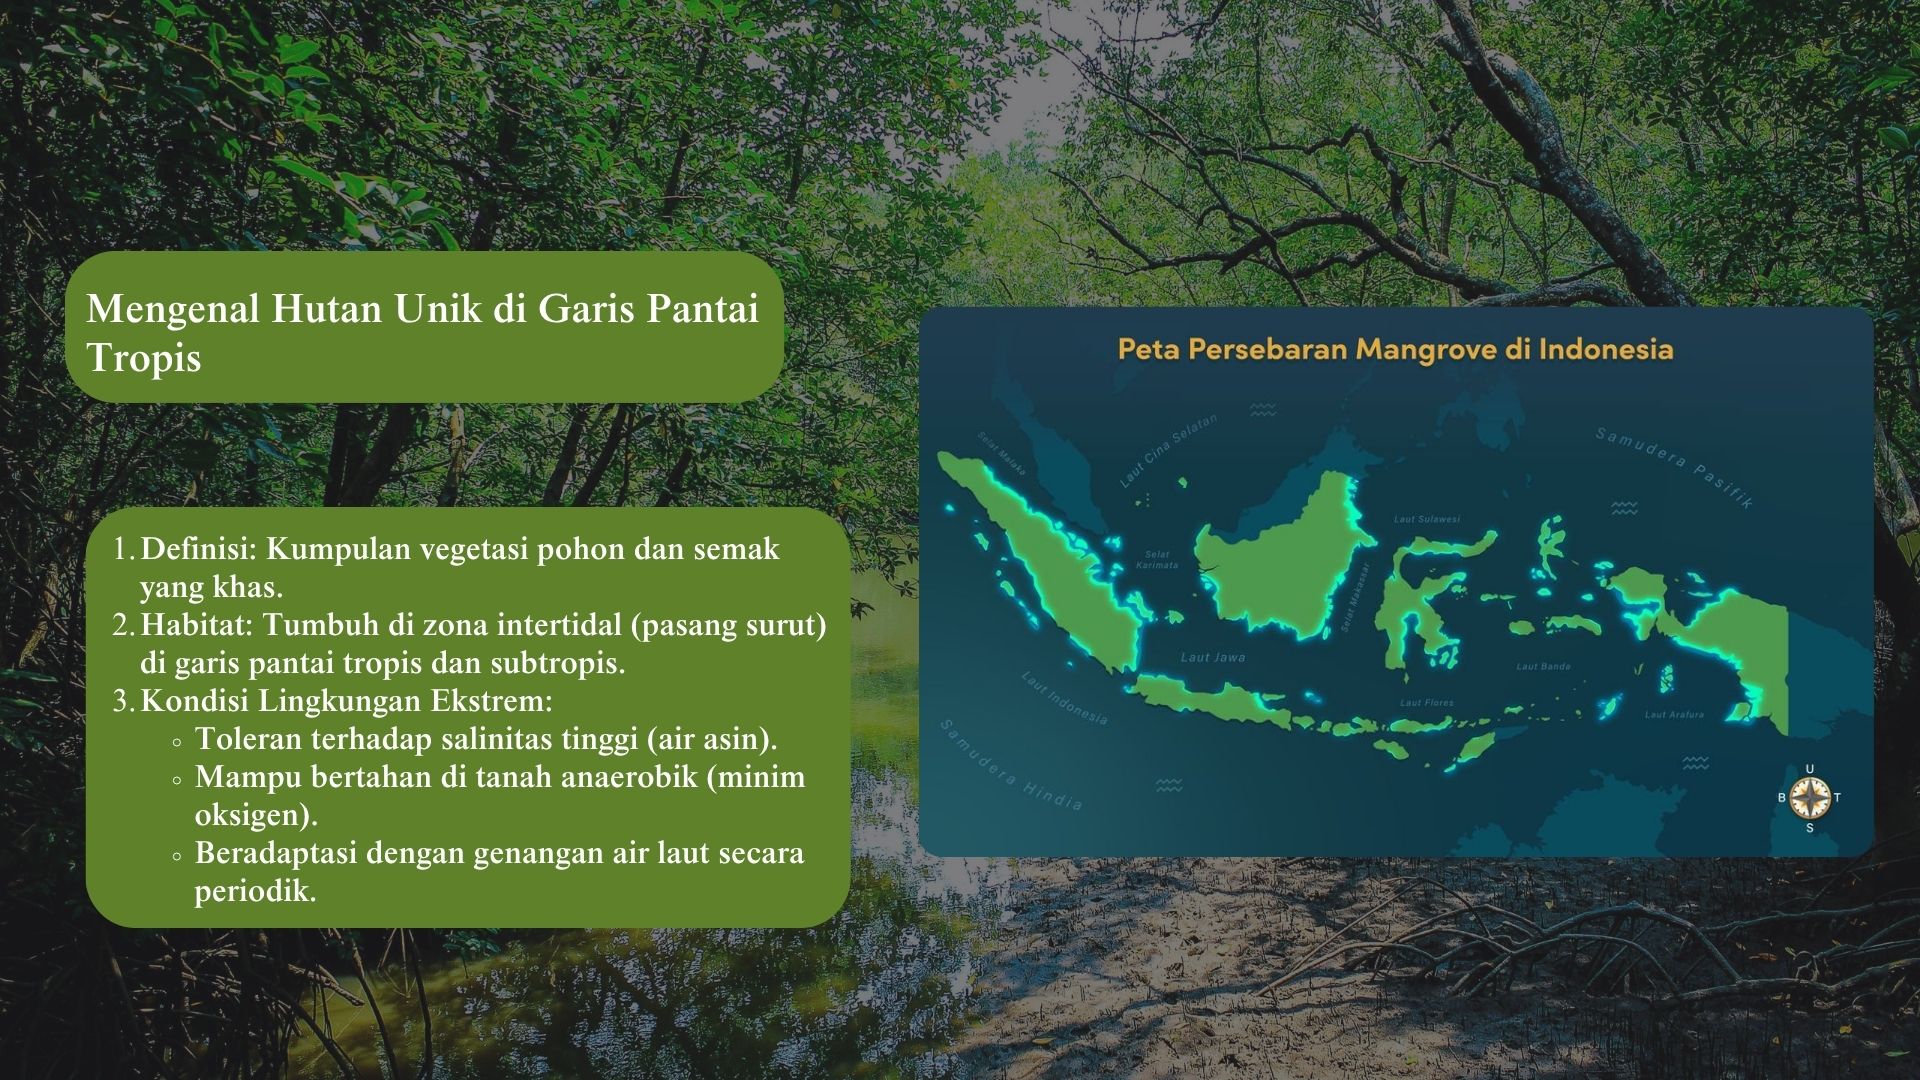 Mengenal Hutan Unik di Garis Pantai
Tropis
1. Definisi: Kumpulan vegetasi pohon dan semak
yang khas.
2. Habitat: Tumbuh di zona intertidal (pasang surut)
di garis pantai tropis dan subtropis.
3. Kondisi Lingkungan Ekstrem:
◦ Toleran terhadap salinitas tinggi (air asin).
◦ Mampu bertahan di tanah anaerobik (minim
oksigen).
◦ Beradaptasi dengan genangan air laut secara
periodik.
Peta Persebaran Mangrove di Indonesia
Selat Malaka
Laut Cina Selatan
Samudera Pasifik
Laut Sulawesi
Selat
Karimata
Selat Makassar
Laut Jawa
Laut Banda
Laut Indonesia
Laut Flores
Laut Arafura
Samudera Hindia
U
B T
S